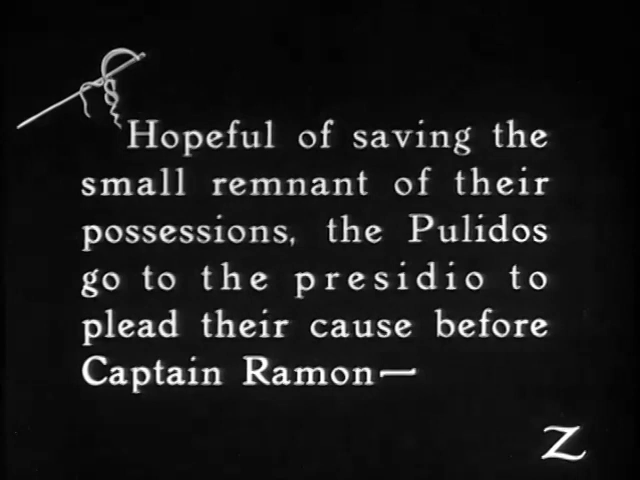 Hopeful of saving the
small remnant of their
possessions, the Pulidos
go to the presidio to
plead their cause before
Captain Ramon—
Z